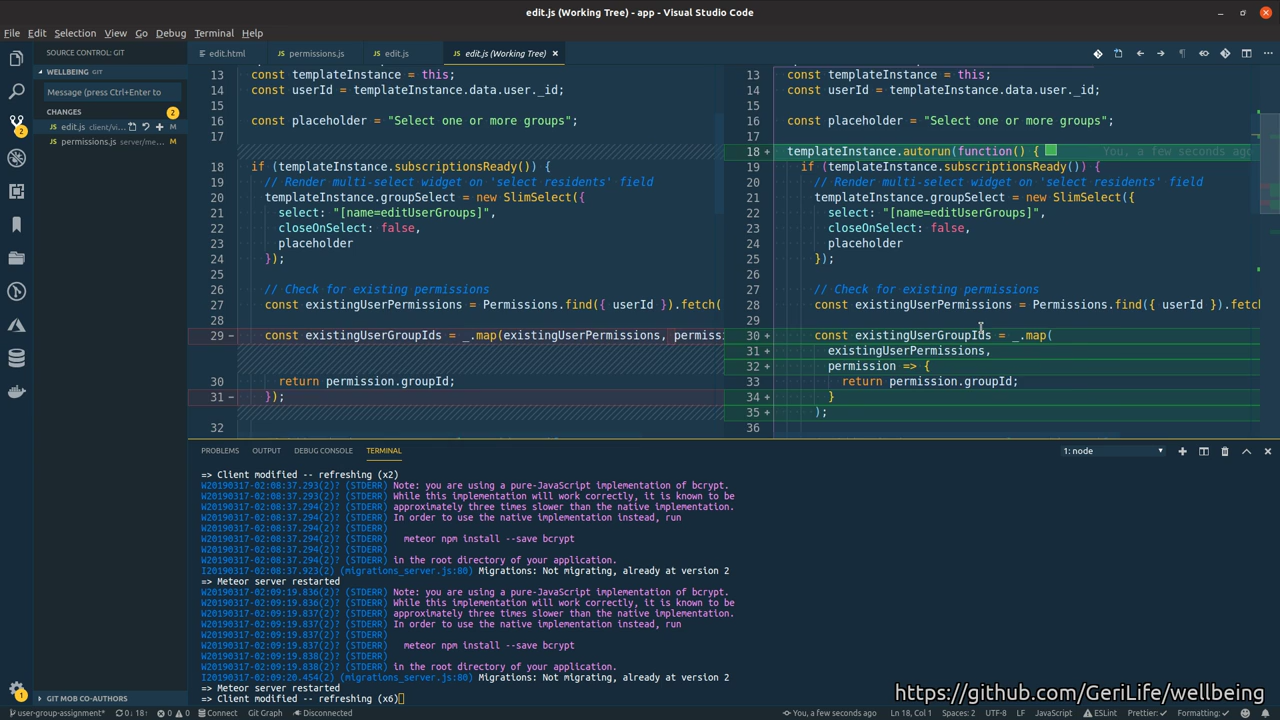 edit.js (Working Tree) - app - Visual Studio Code
File Edit Selection View Go Debug Terminal Help
SOURCE CONTROL: GIT
edit.html permissions.js edit.js edit.js (Working Tree)
WELLBEING GIT
Message (press Ctrl+Enter to
CHANGES 2
edit.js client/vi... M
permissions.js server/me... M
2
13 const templateInstance = this;
14 const userId = templateInstance.data.user._id;
15
16 const placeholder = "Select one or more groups";
17
18 if (templateInstance.subscriptionsReady()) {
19 // Render multi-select widget on 'select residents' field
20 templateInstance.groupSelect = new SlimSelect({
21 select: "[name=editUserGroups]",
22 closeOnSelect: false,
23 placeholder
24 });
25
26 // Check for existing permissions
27 const existingUserPermissions = Permissions.find({ userId }).fetch(
28
29 - const existingUserGroupIds = _.map(existingUserPermissions, permiss
30 return permission.groupId;
31 - });
32
13 const templateInstance = this;
14 const userId = templateInstance.data.user._id;
15
16 const placeholder = "Select one or more groups";
17
18 + templateInstance.autorun(function() { You, a few seconds ago
19 if (templateInstance.subscriptionsReady()) {
20 // Render multi-select widget on 'select residents' field
21 templateInstance.groupSelect = new SlimSelect({
22 select: "[name=editUserGroups]",
23 closeOnSelect: false,
24 placeholder
25 });
26
27 // Check for existing permissions
28 const existingUserPermissions = Permissions.find({ userId }).fetch
29
30 + const existingUserGroupIds = _.map(
31 + existingUserPermissions,
32 + permission => {
33 return permission.groupId;
34 + }
35 + );
36
PROBLEMS OUTPUT DEBUG CONSOLE TERMINAL 1: node
=> Client modified -- refreshing (x2)
W20190317-02:08:37.293(2)? (STDERR) Note: you are using a pure-JavaScript implementation of bcrypt.
W20190317-02:08:37.294(2)? (STDERR) While this implementation will work correctly, it is known to be
W20190317-02:08:37.294(2)? (STDERR) approximately three times slower than the native implementation.
W20190317-02:08:37.294(2)? (STDERR) In order to use the native implementation instead, run
W20190317-02:08:37.294(2)? (STDERR)
W20190317-02:08:37.294(2)? (STDERR) meteor npm install --save bcrypt
W20190317-02:08:37.294(2)? (STDERR)
W20190317-02:08:37.294(2)? (STDERR) in the root directory of your application.
I20190317-02:08:37.923(2) (migrations_server.js:80) Migrations: Not migrating, already at version 2
=> Meteor server restarted
W20190317-02:09:19.836(2)? (STDERR) Note: you are using a pure-JavaScript implementation of bcrypt.
W20190317-02:09:19.836(2)? (STDERR) While this implementation will work correctly, it is known to be
W20190317-02:09:19.837(2)? (STDERR) approximately three times slower than the native implementation.
W20190317-02:09:19.837(2)? (STDERR) In order to use the native implementation instead, run
W20190317-02:09:19.837(2)? (STDERR)
W20190317-02:09:19.837(2)? (STDERR) meteor npm install --save bcrypt
W20190317-02:09:19.838(2)? (STDERR)
W20190317-02:09:19.838(2)? (STDERR) in the root directory of your application.
I20190317-02:09:20.454(2) (migrations_server.js:80) Migrations: Not migrating, already at version 2
=> Meteor server restarted
=> Client modified -- refreshing (x6)
1
GIT MOB CO-AUTHORS
https://github.com/GeriLife/wellbeing
user-group-assignment* 0↓ 18↑ 0 0 Connect Git Graph Disconnected You, a few seconds ago Ln 18, Col 1 Spaces: 2 UTF-8 LF JavaScript ESLint Prettier: ✓ Formatting: ✓